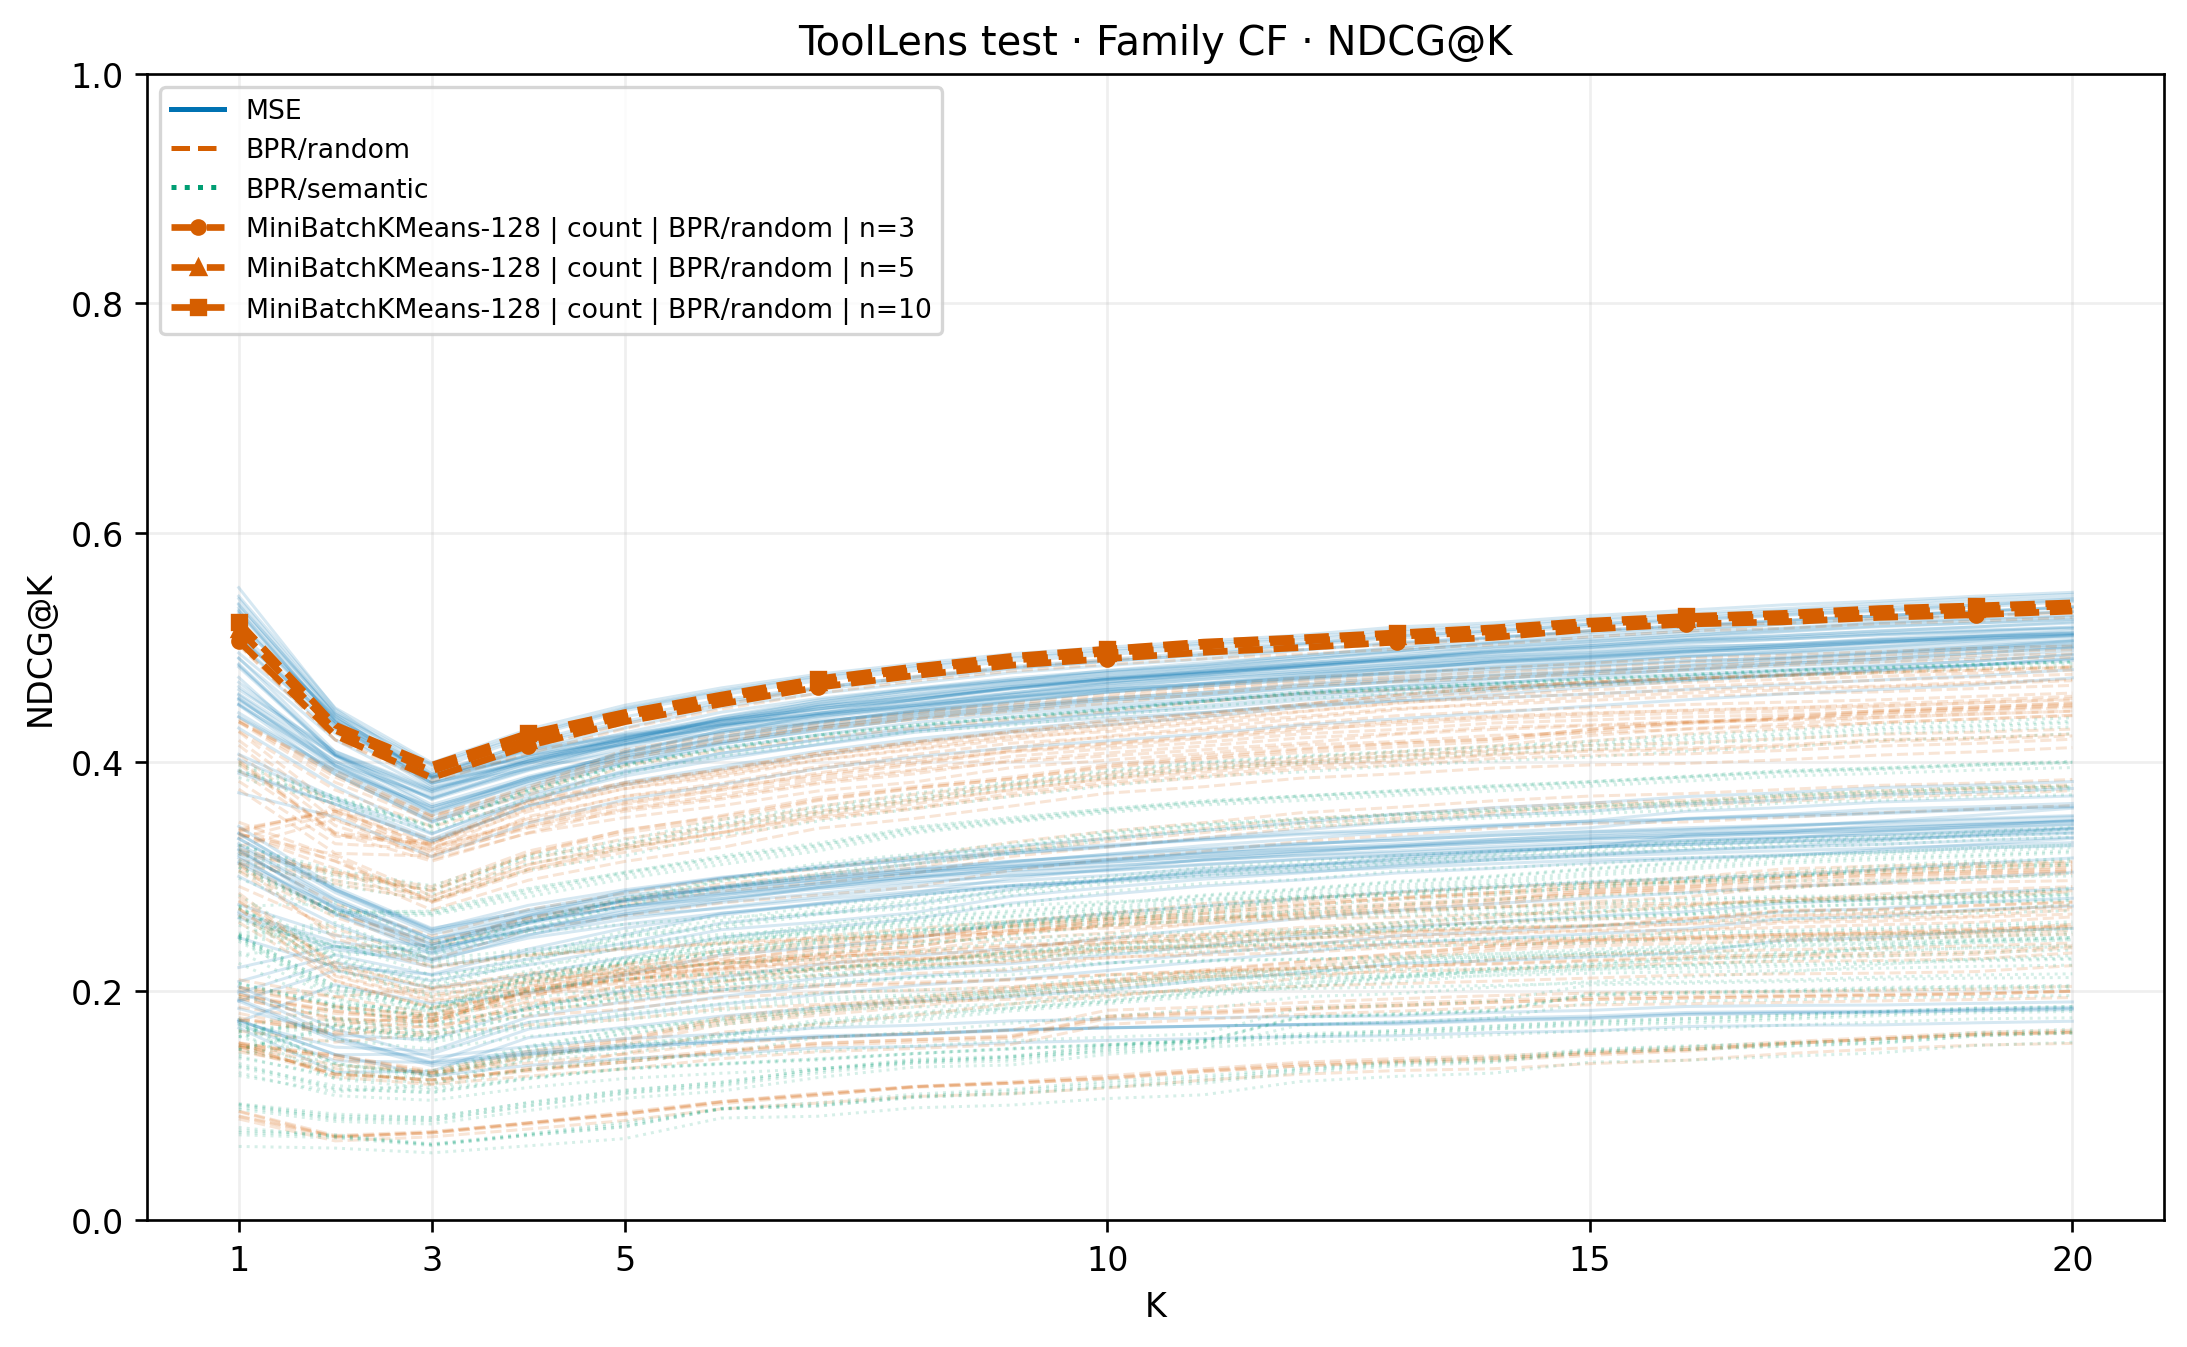 ToolLens test · Family CF · NDCG@K
1.0
0.8
0.6
0.4
0.2
0.0
NDCG@K
MSE
BPR/random
BPR/semantic
MiniBatchKMeans-128 | count | BPR/random | n=3
MiniBatchKMeans-128 | count | BPR/random | n=5
MiniBatchKMeans-128 | count | BPR/random | n=10
1 3 5 10 15 20
K